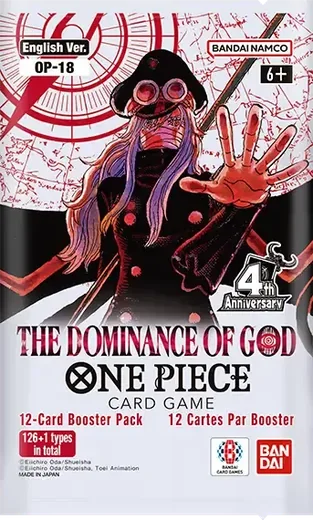 English Ver.
OP-18
BANDAI NAMCO
6+
4th
Anniversary
THE DOMINANCE OF GOD
ONE PIECE
CARD GAME
12-Card Booster Pack 12 Cartes Par Booster
126+1 types
in total
©Eiichiro Oda/Shueisha
©Eiichiro Oda/Shueisha, Toei Animation
MADE IN JAPAN
BANDAI
CARD GAMES
BAN
DAI